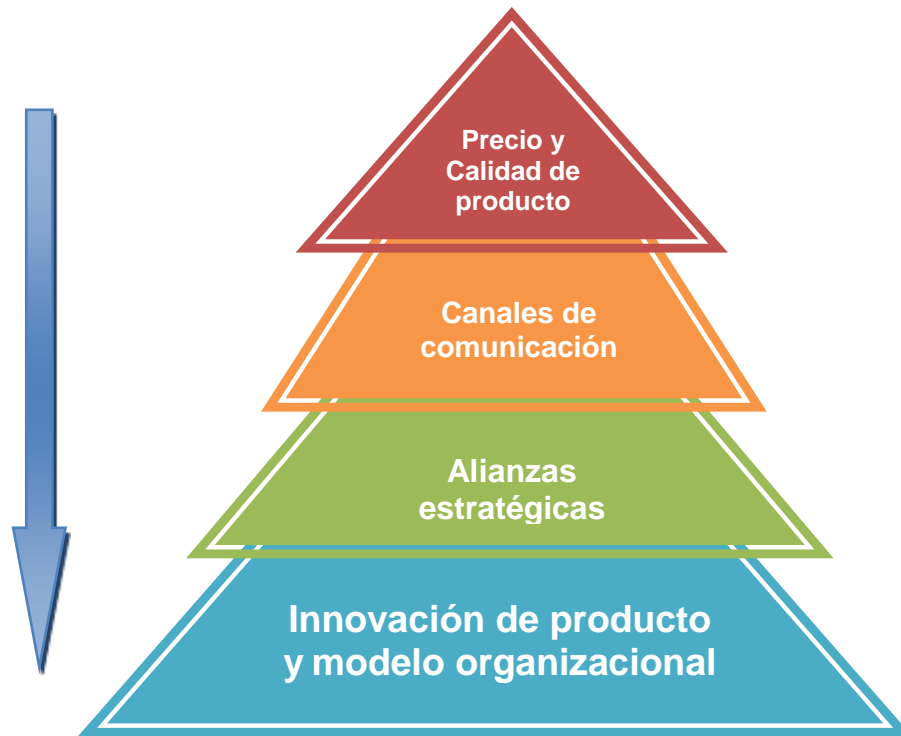 Precio y
Calidad de
producto
Canales de
comunicación
Alianzas
estratégicas
Innovación de producto
y modelo organizacional